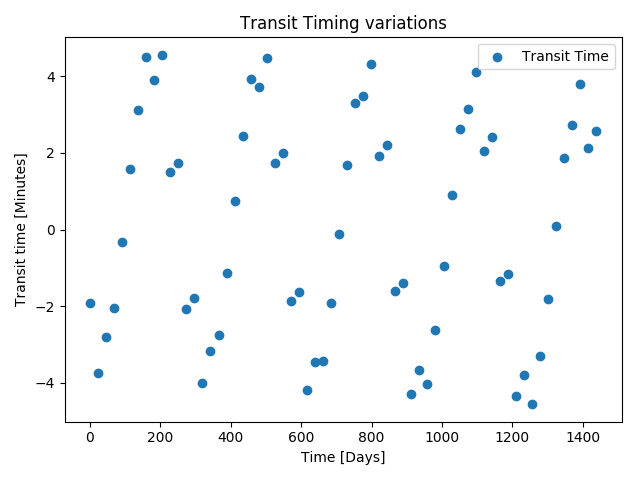 Transit Timing variations
Transit Time
Transit time [Minutes]
4
2
0
−2
−4
0 200 400 600 800 1000 1200 1400
Time [Days]